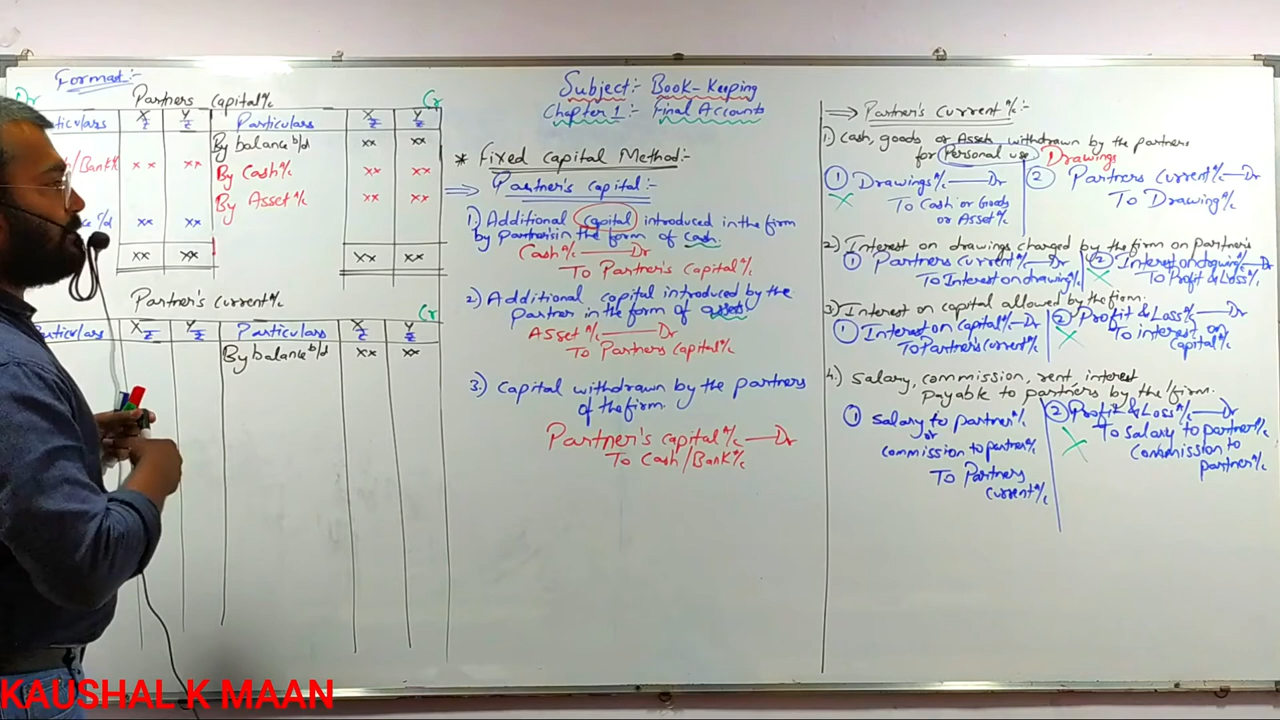 Format:-
Dr Partners Capital a/c Cr
ticulars X ₹ Y ₹ Particulars X ₹ Y ₹
By balance b/d xx xx
/Bank a/c xx xx By Cash a/c xx xx
By Asset a/c xx xx
c/d xx xx
xx xx xx xx
Partner's Current a/c
Cr
ticulars X ₹ Y ₹ Particulars X ₹ Y ₹
By balance b/d xx xx
Subject:- Book-Keeping
Chapter 1:- Final Accounts
* Fixed Capital Method:-
⇒ Partner's Capital:-
1) Additional Capital introduced in the firm
by partners in the form of cash.
Cash a/c — Dr
To Partner's Capital a/c
2) Additional capital introduced by the
partner in the form of asset
Asset a/c — Dr
To Partners Capital a/c
3.) Capital withdrawn by the partners
of the firm.
Partner's capital a/c — Dr
To Cash/Bank a/c
⇒ Partner's Current a/c:-
1.) Cash, goods or Assets withdrawn by the partners
for Personal use Drawings
① Drawings a/c — Dr
To Cash or Goods
or Asset a/c
② Partners Current a/c — Dr
To Drawing a/c
2) Interest on drawings charged by the firm on Partner's
① Partners Current a/c — Dr
To Interest on drawing a/c
② Interest on drawing — Dr
To Profit & Loss a/c
3) Interest on capital allowed by the firm.
① Interest on Capital a/c — Dr
To Partner's Current a/c
② Profit & Loss a/c — Dr
To interest on
Capital a/c
4.) Salary, commission, rent, interest
payable to partners by the firm.
① Salary to partner a/c
or
commission to partner a/c
To Partners
Current a/c
② Profit & Loss a/c — Dr
To Salary to partner a/c
Commission to
partner a/c
KAUSHAL K MAAN